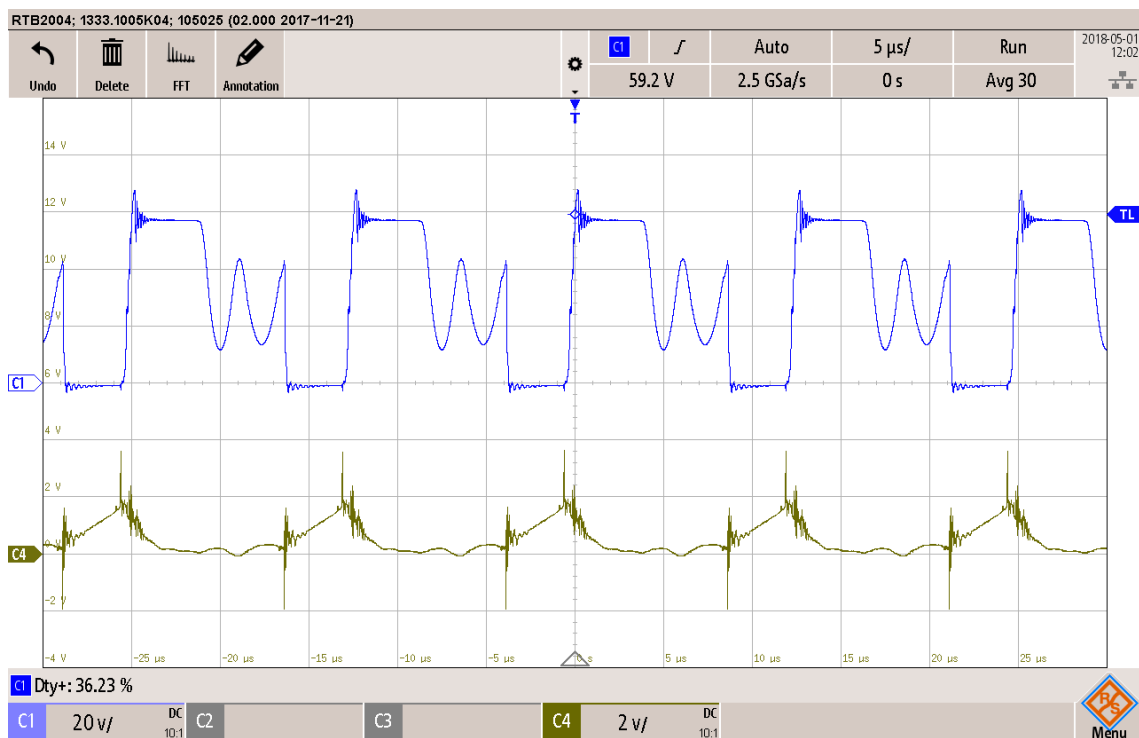 RTB2004; 1333.1005K04; 105025 (02.000 2017-11-21)
Undo
Delete
FFT
Annotation
C1
Auto
5 µs/
Run
2018-05-01
12:02
59.2 V
2.5 GSa/s
0 s
Avg 30
T
14 V
12 V
TL
10 V
8 V
6 V
C1
4 V
2 V
0 V
C4
-2 V
-4 V
-25 µs
-20 µs
-15 µs
-10 µs
-5 µs
0 s
5 µs
10 µs
15 µs
20 µs
25 µs
C1 Dty+: 36.23 %
C1 20 V/ DC 10:1
C2
C3
C4 2 V/ DC 10:1
R S
Menu